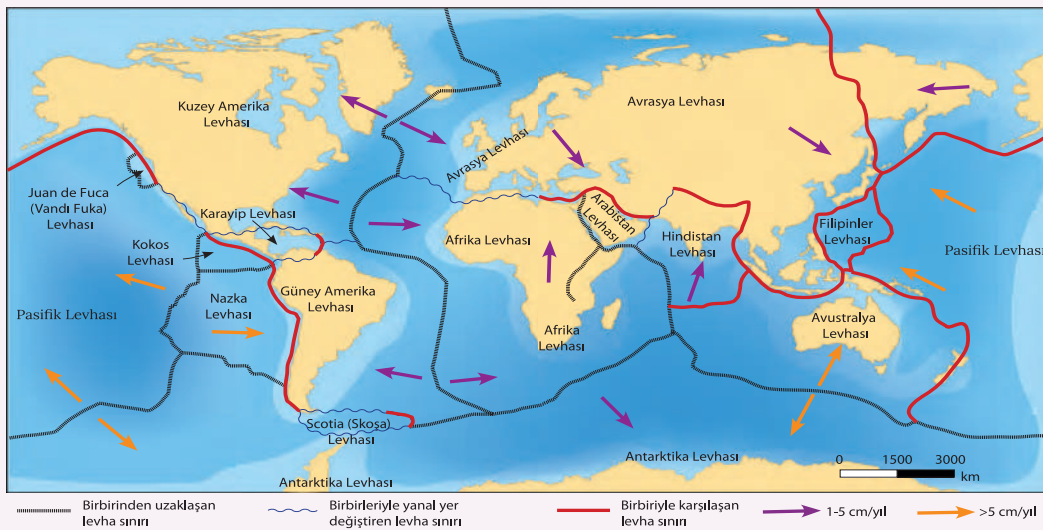 Kuzey Amerika
Levhası
Avrasya Levhası
Avrasya Levhası
Juan de Fuca
(Vandı Fuka)
Levhası
Karayip Levhası
Kokos
Levhası
Afrika Levhası
Arabistan
Levhası
Hindistan
Levhası
Filipinler
Levhası
Pasifik Levhası
Pasifik Levhası
Nazka
Levhası
Güney Amerika
Levhası
Afrika
Levhası
Avustralya
Levhası
Scotia (Skoşa)
Levhası
Antarktika Levhası
Antarktika Levhası
0 1500 3000
km
Birbirinden uzaklaşan
levha sınırı
Birbirleriyle yanal yer
değiştiren levha sınırı
Birbiriyle karşılaşan
levha sınırı
1-5 cm/yıl
>5 cm/yıl